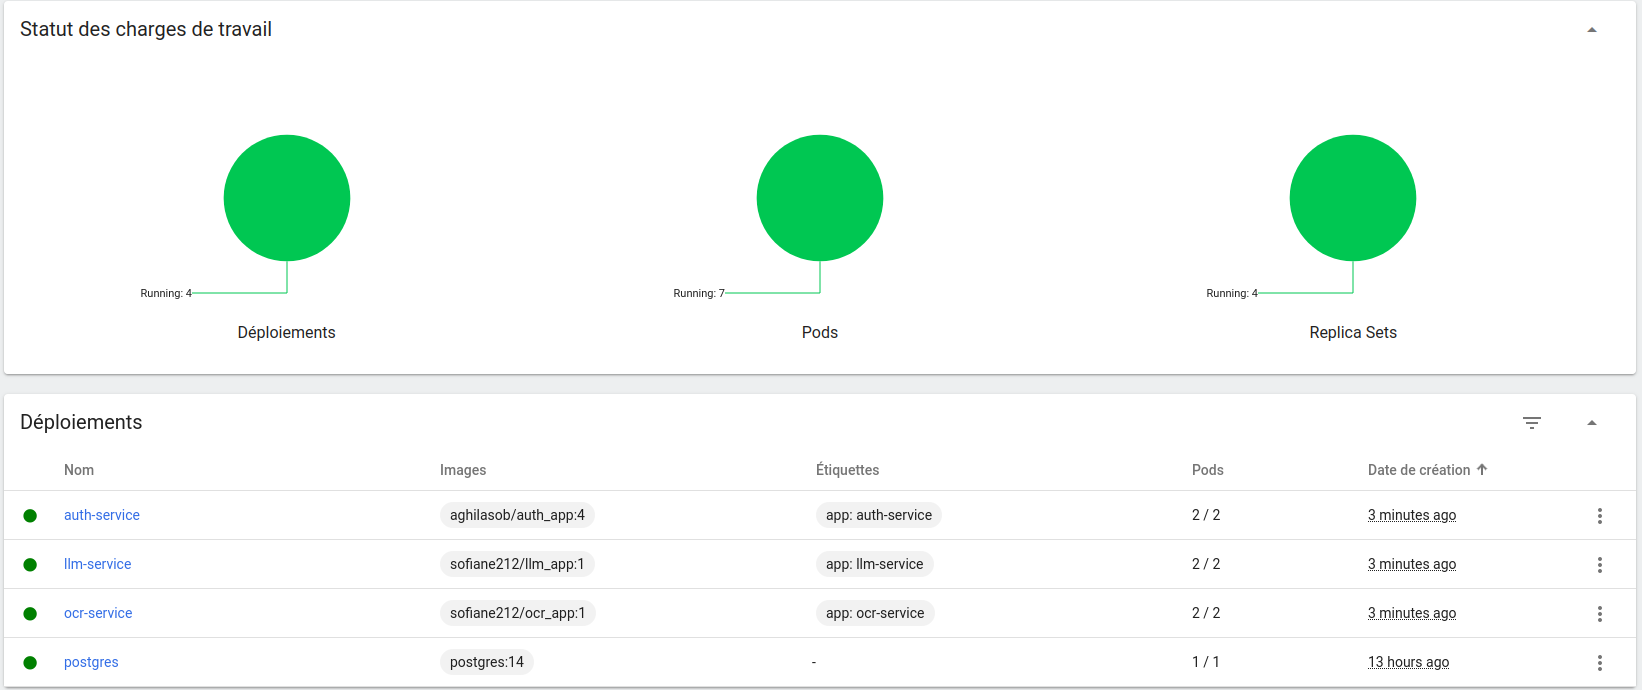 Statut des charges de travail
Running: 4
Running: 7
Running: 4
Déploiements
Pods
Replica Sets
Déploiements
Nom Images Étiquettes Pods Date de création
auth-service aghilasob/auth_app:4 app: auth-service 2 / 2 3 minutes ago
llm-service sofiane212/llm_app:1 app: llm-service 2 / 2 3 minutes ago
ocr-service sofiane212/ocr_app:1 app: ocr-service 2 / 2 3 minutes ago
postgres postgres:14 - 1 / 1 13 hours ago